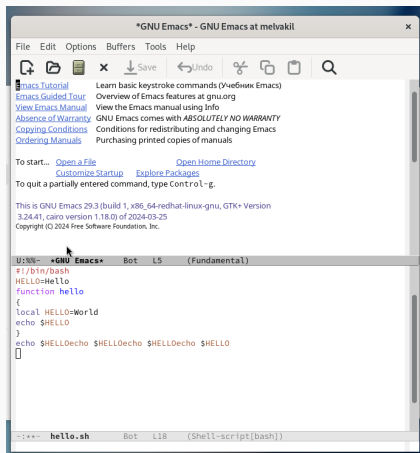 *GNU Emacs* - GNU Emacs at melvakil
File Edit Options Buffers Tools Help
Save Undo
Emacs Tutorial Learn basic keystroke commands (Учебник Emacs)
Emacs Guided Tour Overview of Emacs features at gnu.org
View Emacs Manual View the Emacs manual using Info
Absence of Warranty GNU Emacs comes with ABSOLUTELY NO WARRANTY
Copying Conditions Conditions for redistributing and changing Emacs
Ordering Manuals Purchasing printed copies of manuals
To start... Open a File Open Home Directory
Customize Startup Explore Packages
To quit a partially entered command, type Control-g.
This is GNU Emacs 29.3 (build 1, x86_64-redhat-linux-gnu, GTK+ Version
3.24.41, cairo version 1.18.0) of 2024-03-25
Copyright (C) 2024 Free Software Foundation, Inc.
U:%%- *GNU Emacs* Bot L5 (Fundamental)
#!/bin/bash
HELLO=Hello
function hello
{
local HELLO=World
echo $HELLO
}
echo $HELLOecho $HELLOecho $HELLOecho $HELLO
-:**- hello.sh Bot L18 (Shell-script[bash])